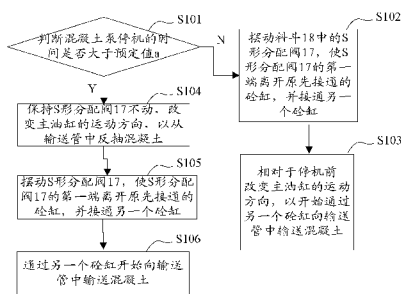 S101
判断混凝土泵停机的时
间是否大于预定值m
N
Y
S102
摆动料斗18中的S
形分配阀17，使S形
分配阀17的第一
端离开原先接通的
砼缸，并接通另一
个砼缸
S103
相对于停机前
改变主油缸的运动
方向，以开始通过
另一个砼缸向输送
管中输送混凝土
S104
保持S形分配阀17不动、改
变主油缸的运动方向，以从
输送管中反抽混凝土
S105
摆动S形分配阀17，使S形分配
阀17的第一端离开原先接通的
砼缸，并接通另一个砼缸
S106
通过另一个砼缸开始向输送
管中输送混凝土